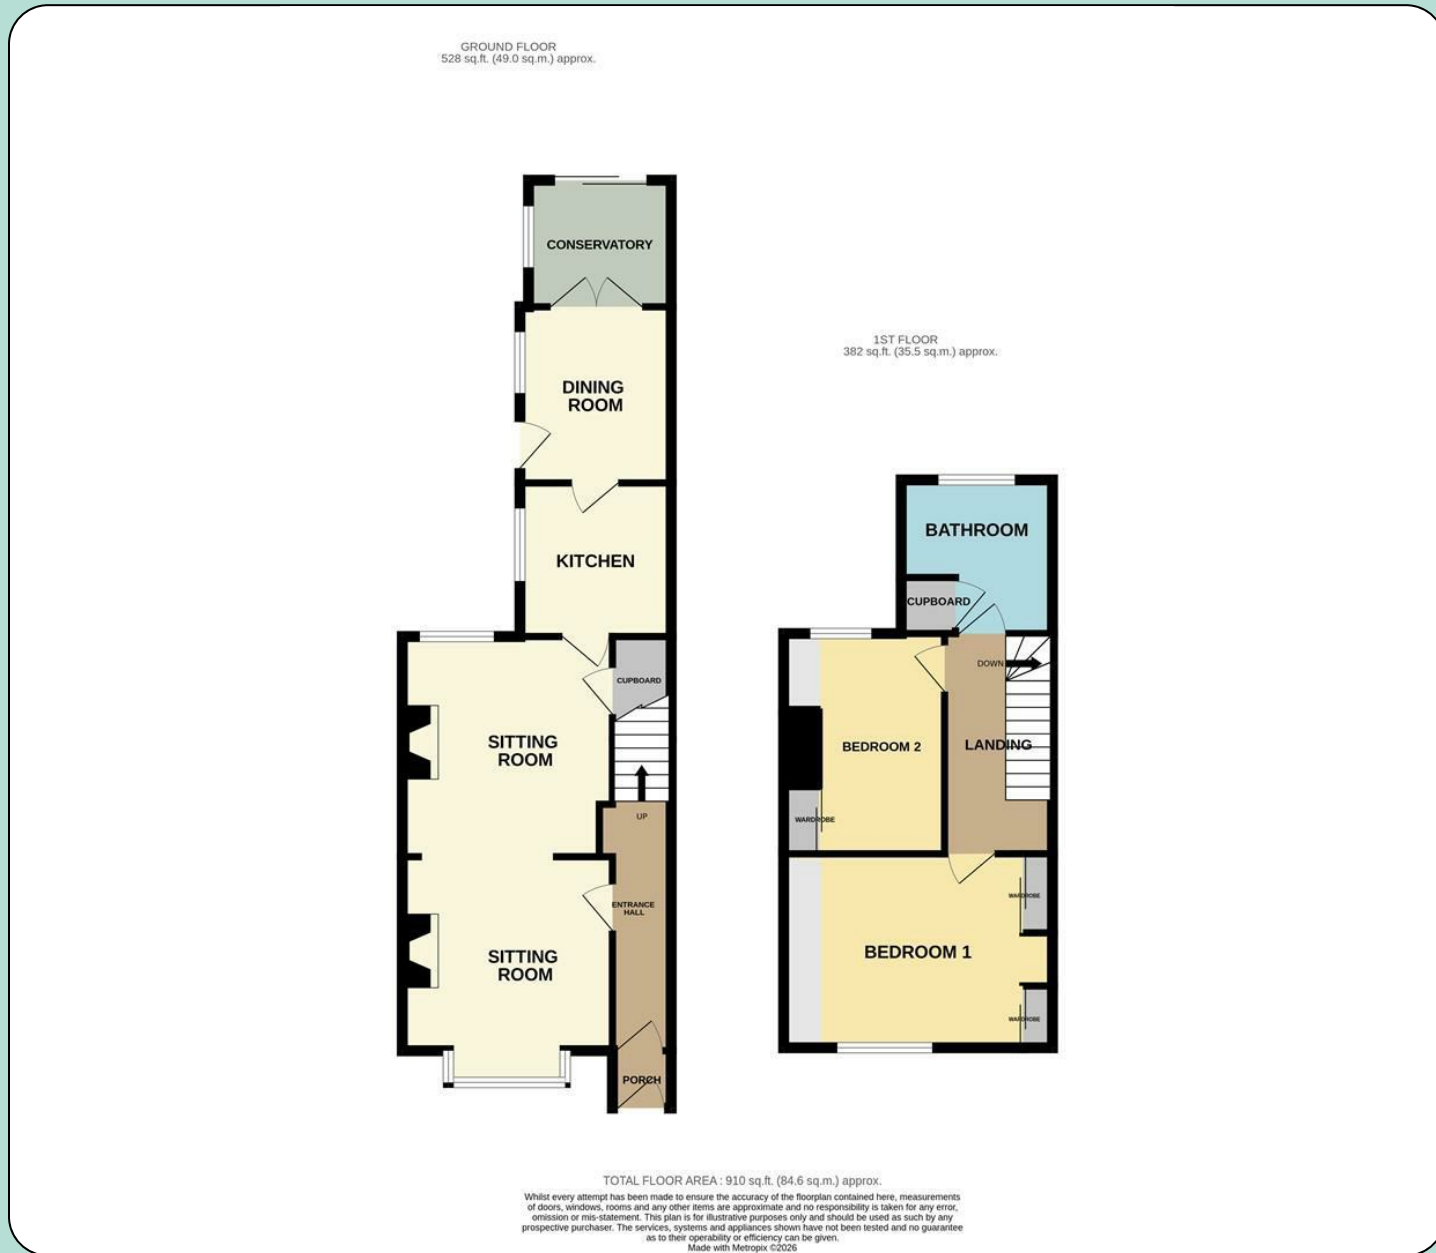 GROUND FLOOR
528 sq.ft. (49.0 sq.m.) approx.
CONSERVATORY
DINING
ROOM
KITCHEN
CUPBOARD
SITTING
ROOM
UP
ENTRANCE
HALL
SITTING
ROOM
PORCH
1ST FLOOR
382 sq.ft. (35.5 sq.m.) approx.
BATHROOM
CUPBOARD
DOWN
LANDING
BEDROOM 2
WARDROBE
WARDROBE
BEDROOM 1
WARDROBE
TOTAL FLOOR AREA : 910 sq.ft. (84.6 sq.m.) approx.
Whilst every attempt has been made to ensure the accuracy of the floorplan contained here, measurements
of doors, windows, rooms and any other items are approximate and no responsibility is taken for any error,
omission or mis-statement. This plan is for illustrative purposes only and should be used as such by any
prospective purchaser. The services, systems and appliances shown have not been tested and no guarantee
as to their operability or efficiency can be given.
Made with Metropix ©2026